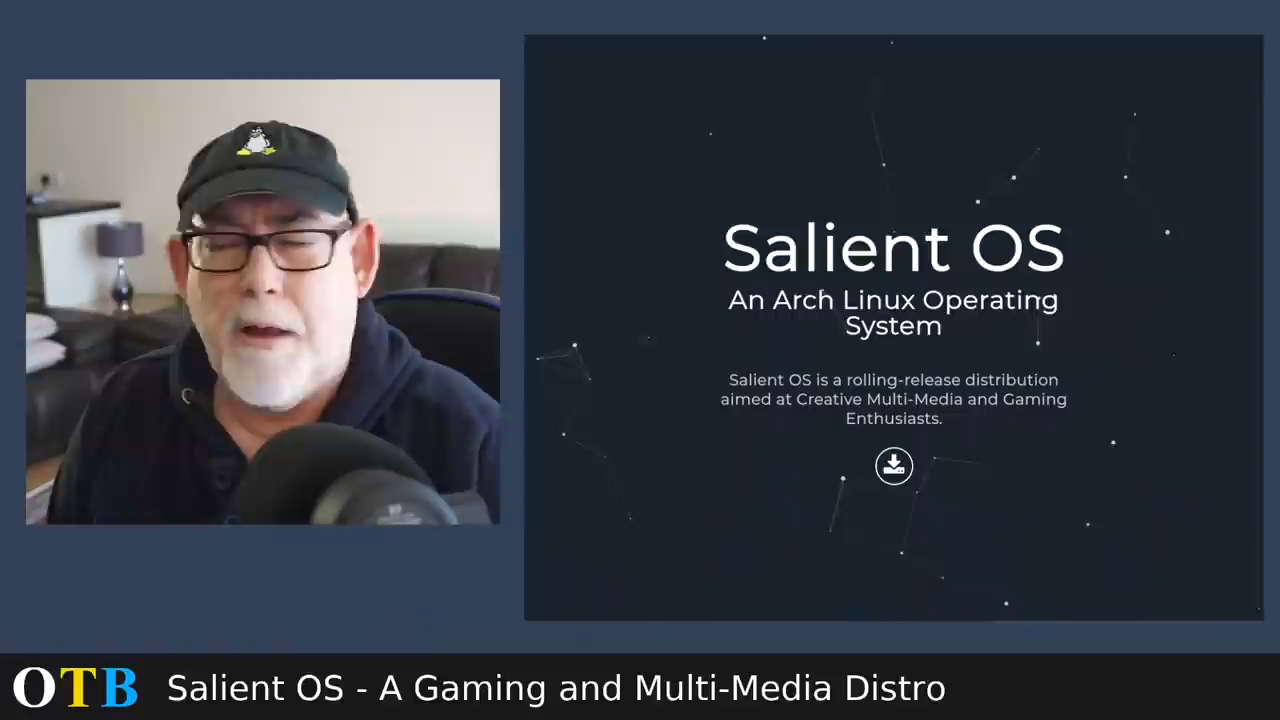 Salient OS
An Arch Linux Operating
System
Salient OS is a rolling-release distribution
aimed at Creative Multi-Media and Gaming
Enthusiasts.
OTB Salient OS - A Gaming and Multi-Media Distro